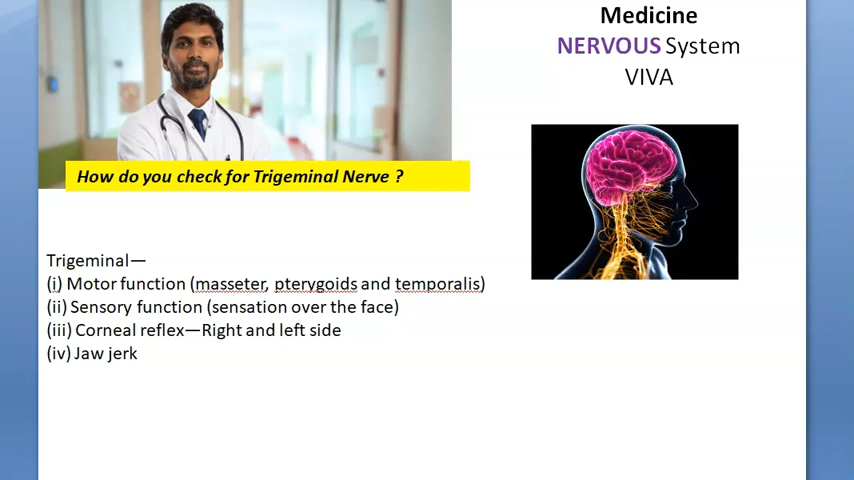 Medicine
NERVOUS System
VIVA
How do you check for Trigeminal Nerve ?
Trigeminal—
(i) Motor function (masseter, pterygoids and temporalis)
(ii) Sensory function (sensation over the face)
(iii) Corneal reflex—Right and left side
(iv) Jaw jerk